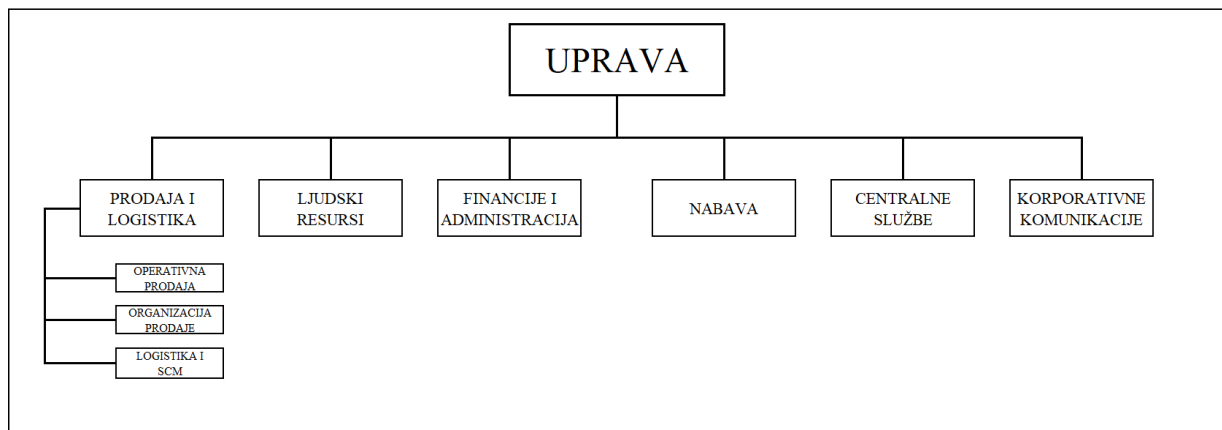 UPRAVA
PRODAJA I
LOGISTIKA
LJUDSKI
RESURSI
FINANCIJE I
ADMINISTRACIJA
NABAVA
CENTRALNE
SLUŽBE
KORPORATIVNE
KOMUNIKACIJE
OPERATIVNA
PRODAJA
ORGANIZACIJA
PRODAJE
LOGISTIKA I
SCM